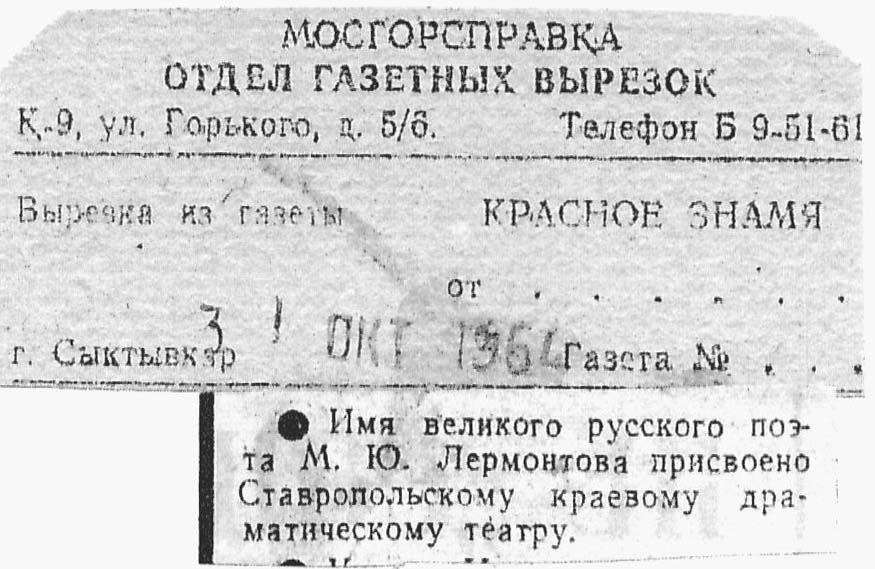 МОСГОРСПРАВКА
ОТДЕЛ ГАЗЕТНЫХ ВЫРЕЗОК
К-9, ул. Горького, д. 5/6. Телефон Б 9-51-61
Вырезка из газеты КРАСНОЕ ЗНАМЯ
от . . . . . .
31 ОКТ 1964
г. Сыктывкар Газета № . . .
● Имя великого русского поэ-
та М. Ю. Лермонтова присвоено
Ставропольскому краевому дра-
матическому театру.